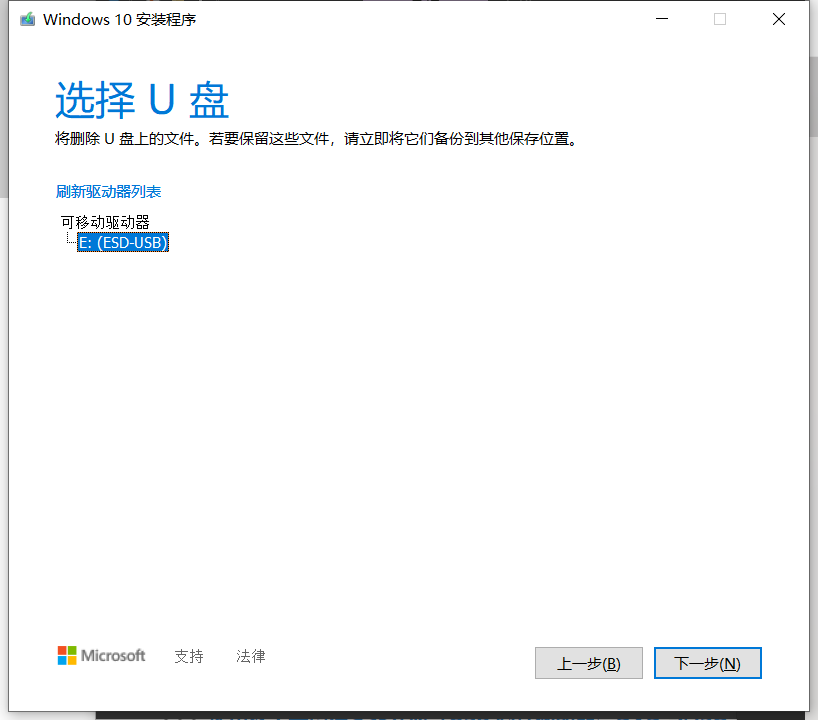 Windows 10 安装程序
选择 U 盘
将删除 U 盘上的文件。若要保留这些文件，请立即将它们备份到其他保存位置。
刷新驱动器列表
可移动驱动器
E: (ESD-USB)
Microsoft 支持 法律 上一步(B) 下一步(N)